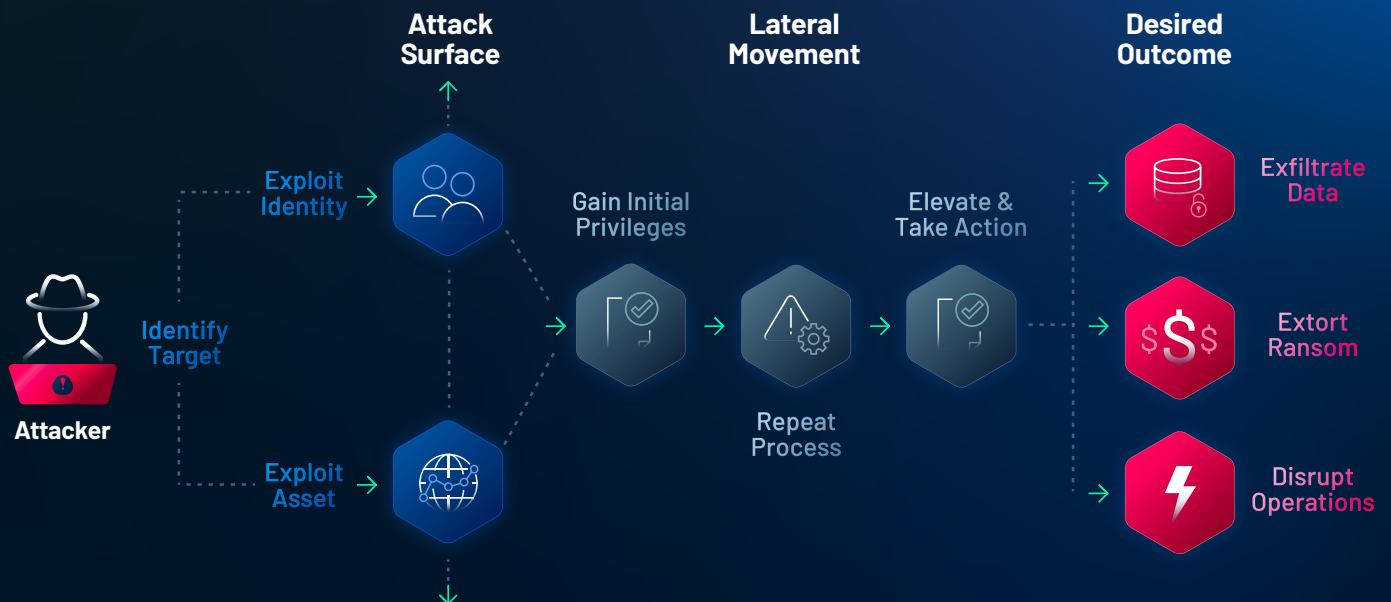 Attack
Surface
Lateral
Movement
Desired
Outcome
Exploit
Identity
Identify
Target
Attacker
Exploit
Asset
Gain Initial
Privileges
Repeat
Process
Elevate &
Take Action
Exfiltrate
Data
$ $ $
Extort
Ransom
Disrupt
Operations